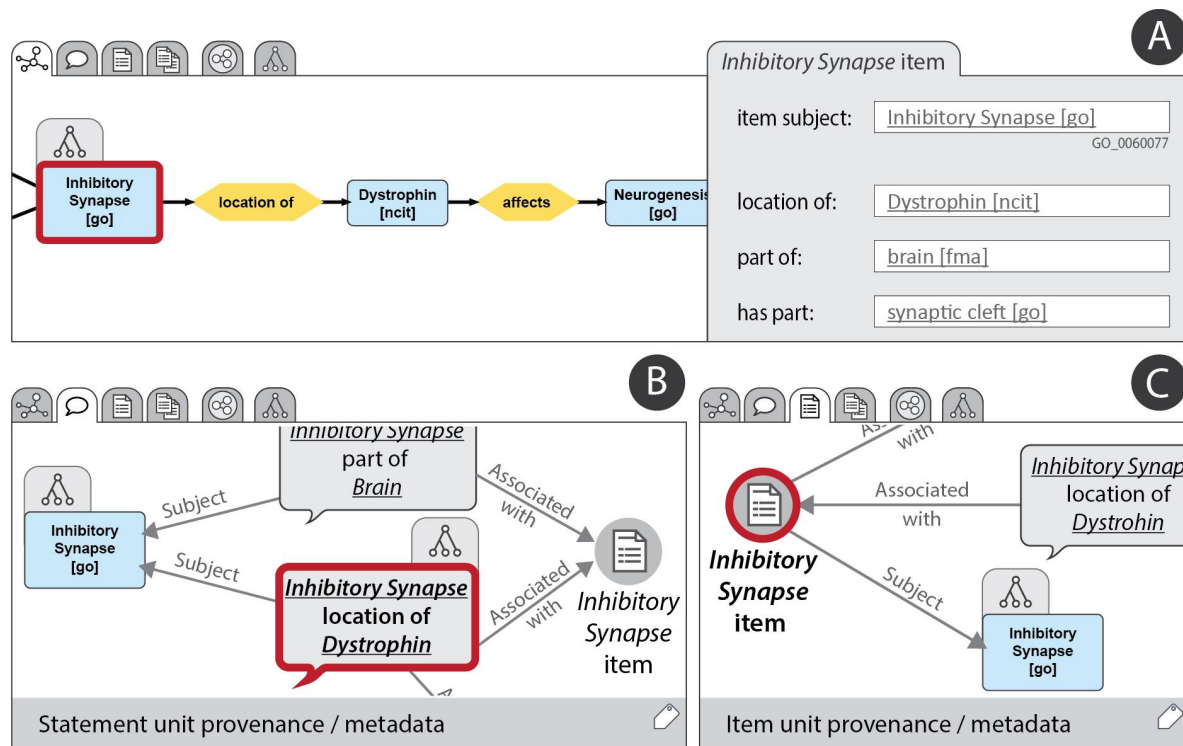 A
Inhibitory Synapse item
item subject:
Inhibitory Synapse [go]
GO_0060077
location of:
Dystrophin [ncit]
part of:
brain [fma]
has part:
synaptic cleft [go]
Inhibitory
Synapse
[go]
location of
Dystrophin
[ncit]
affects
Neurogenesis
[go]
B
Inhibitory Synapse
part of
Brain
Subject
Associated
with
Inhibitory
Synapse
[go]
Subject
Inhibitory Synapse
location of
Dystrophin
Associated
with
Inhibitory
Synapse
item
A
Statement unit provenance / metadata
C
Ass
with
Associated
with
Inhibitory Synap
location of
Dystrohin
Inhibitory
Synapse
item
Subject
Inhibitory
Synapse
[go]
Item unit provenance / metadata